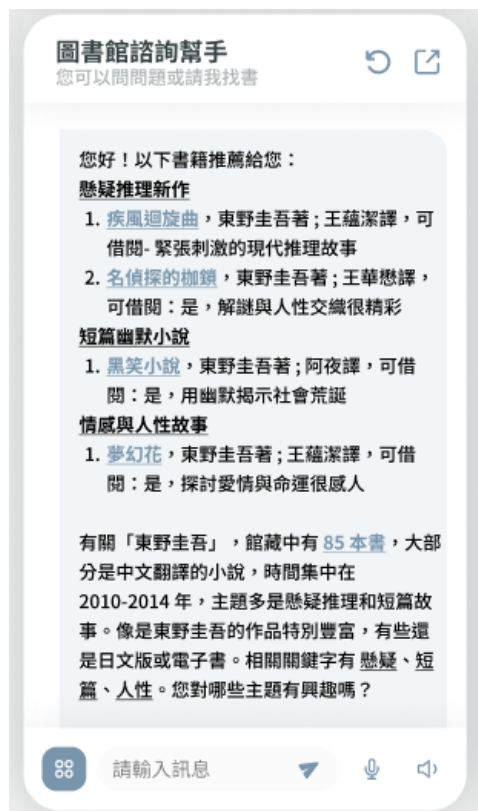 圖書館諮詢幫手
您可以問問題或請我找書
您好！以下書籍推薦給您：
懸疑推理新作
1. 疾風迴旋曲，東野圭吾著；王蘊潔譯，可
借閱- 緊張刺激的現代推理故事
2. 名偵探的枷鎖，東野圭吾著；王華懋譯，
可借閱：是，解謎與人性交織很精彩
短篇幽默小說
1. 黑笑小說，東野圭吾著；阿夜譯，可借
閱：是，用幽默揭示社會荒誕
情感與人性故事
1. 夢幻花，東野圭吾著；王蘊潔譯，可借
閱：是，探討愛情與命運很感人
有關「東野圭吾」，館藏中有 85 本書，大部
分是中文翻譯的小說，時間集中在
2010-2014 年，主題多是懸疑推理和短篇故
事。像是東野圭吾的作品特別豐富，有些還
是日文版或電子書。相關關鍵字有 懸疑、短
篇、人性。您對哪些主題有興趣嗎？
請輸入訊息